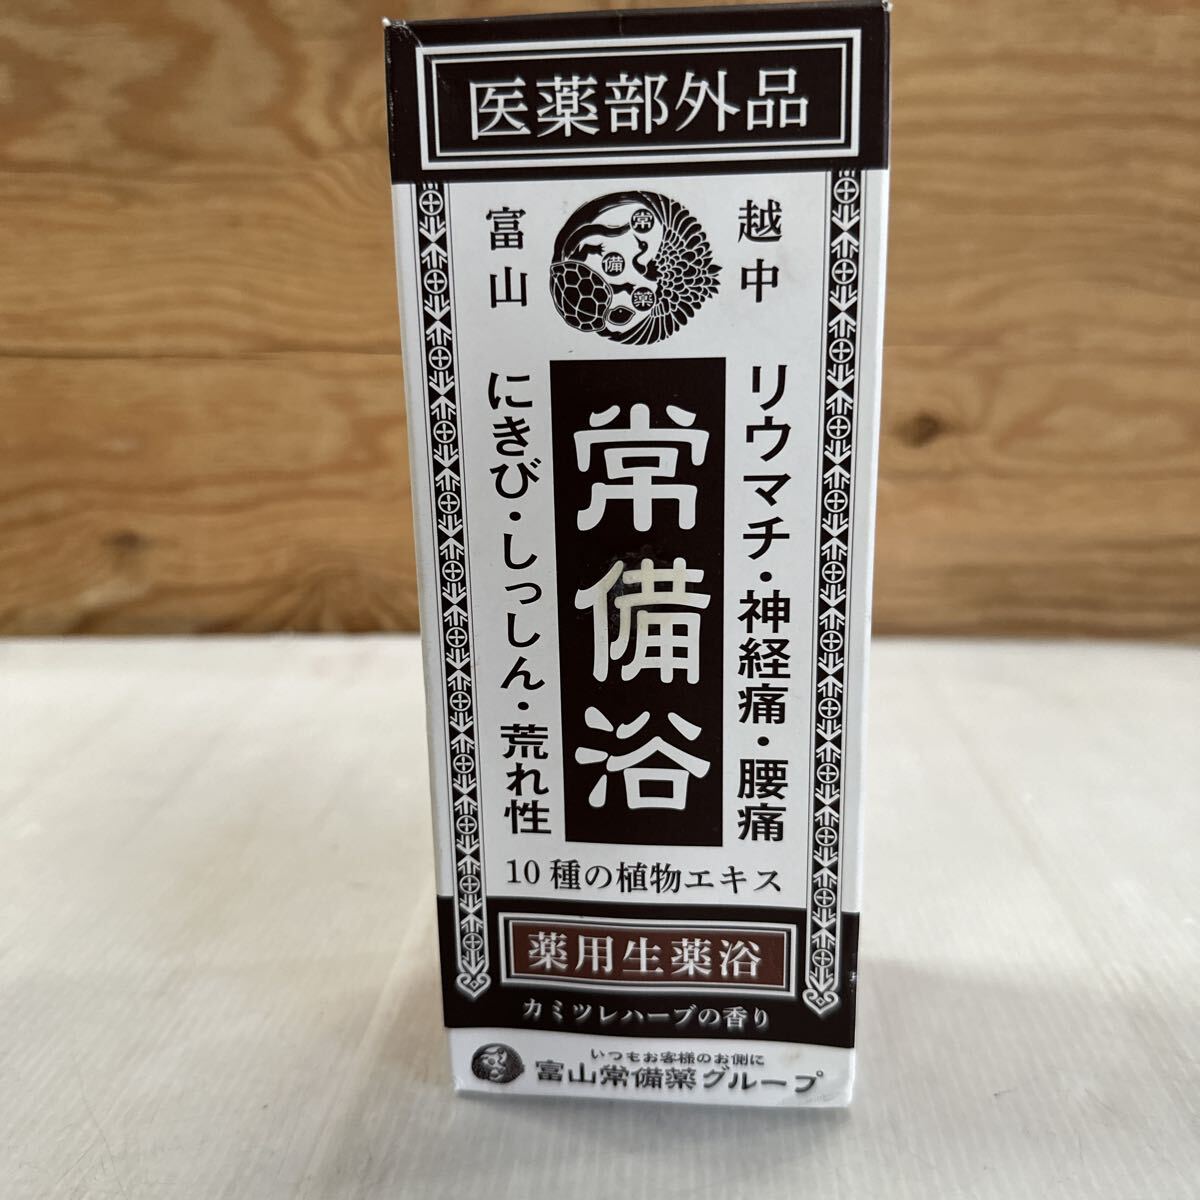 医薬部外品
越中
富山
常
備
薬
リウマチ・神経痛・腰痛
常備浴
にきび・しっしん・荒れ性
10種の植物エキス
薬用生薬浴
カミツレハーブの香り
いつもお客様のお側に
富山常備薬グループ